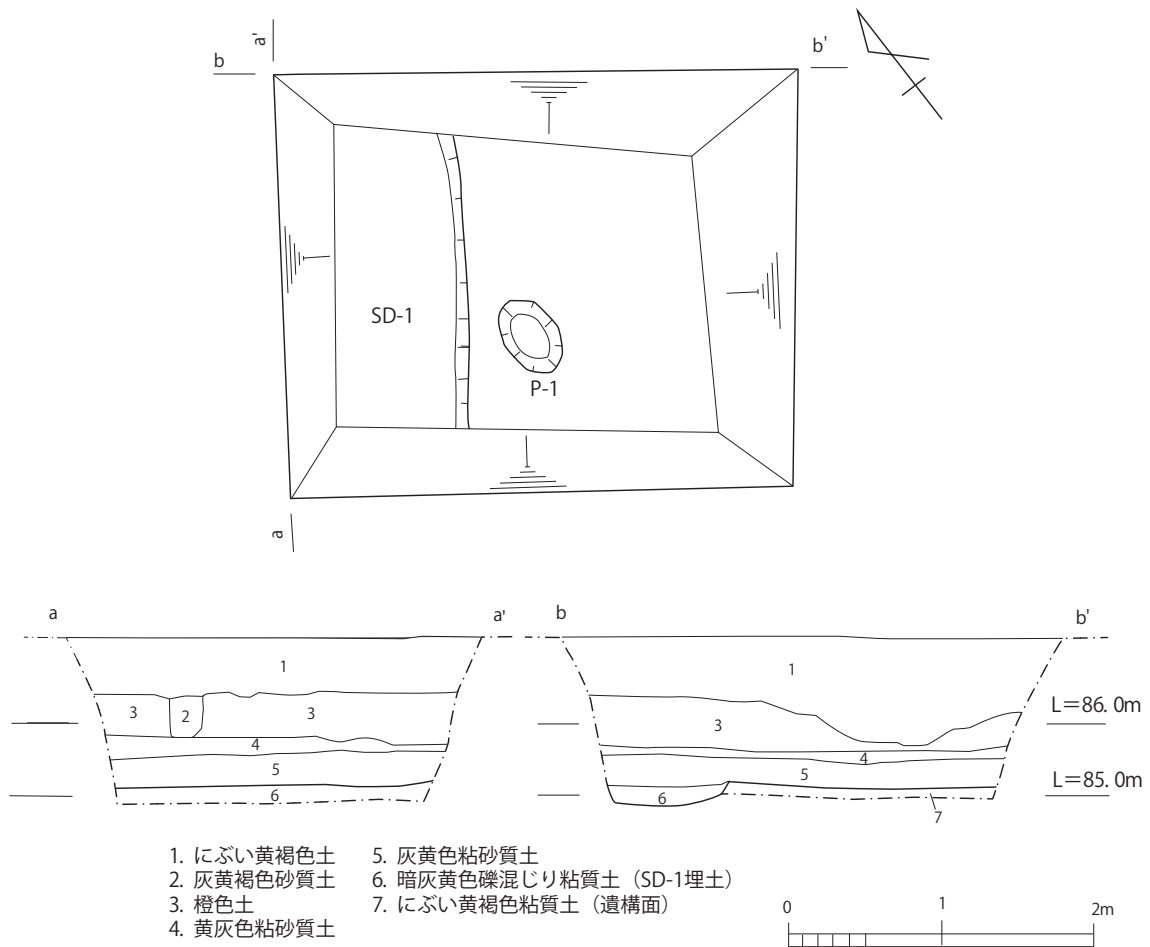 a'
b
b'
SD-1
P-1
a
a
a'
b
b'
1
1
L=86. 0m
3
2
3
3
4
4
5
5
L=85. 0m
6
6
7
1. にぶい黄褐色土
2. 灰黄褐色砂質土
3. 橙色土
4. 黄灰色粘砂質土
5. 灰黄色粘砂質土
6. 暗灰黄色礫混じり粘質土（SD-1埋土）
7. にぶい黄褐色粘質土（遺構面）
0
1
2m